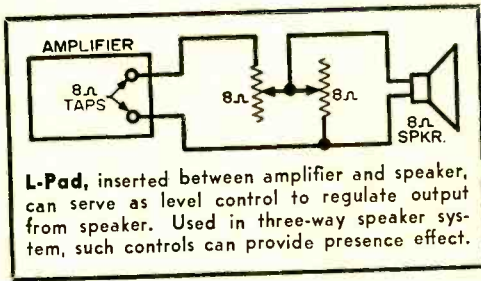 AMPLIFIER
8Ω
TAPS
8Ω
8Ω
8Ω
SPKR.
L-Pad, inserted between amplifier and speaker,
can serve as level control to regulate output
from speaker. Used in three-way speaker sys-
tem, such controls can provide presence effect.